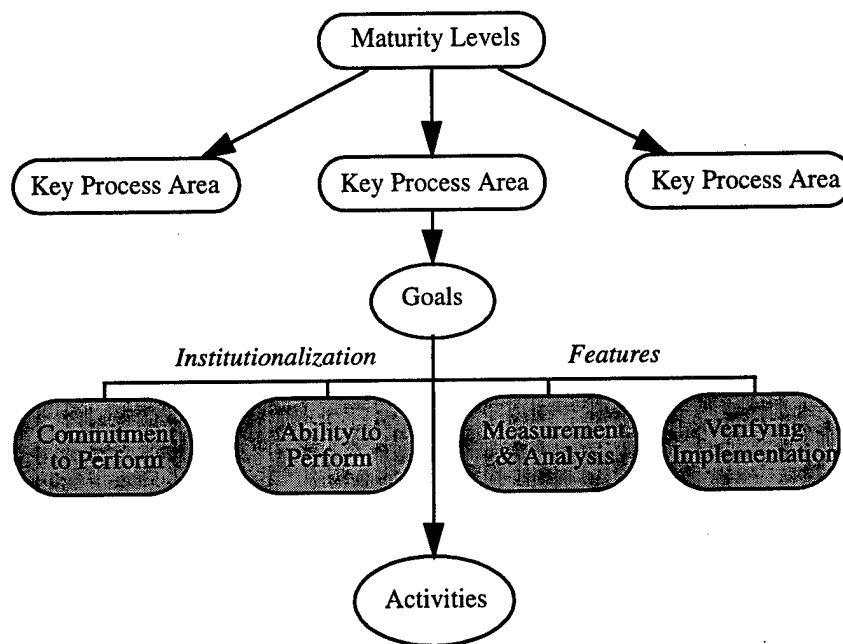 Maturity Levels
Key Process Area
Key Process Area
Key Process Area
Goals
Institutionalization
Features
Commitment
to Perform
Ability to
Perform
Measurement
& Analysis
Verifying
Implementation
Activities